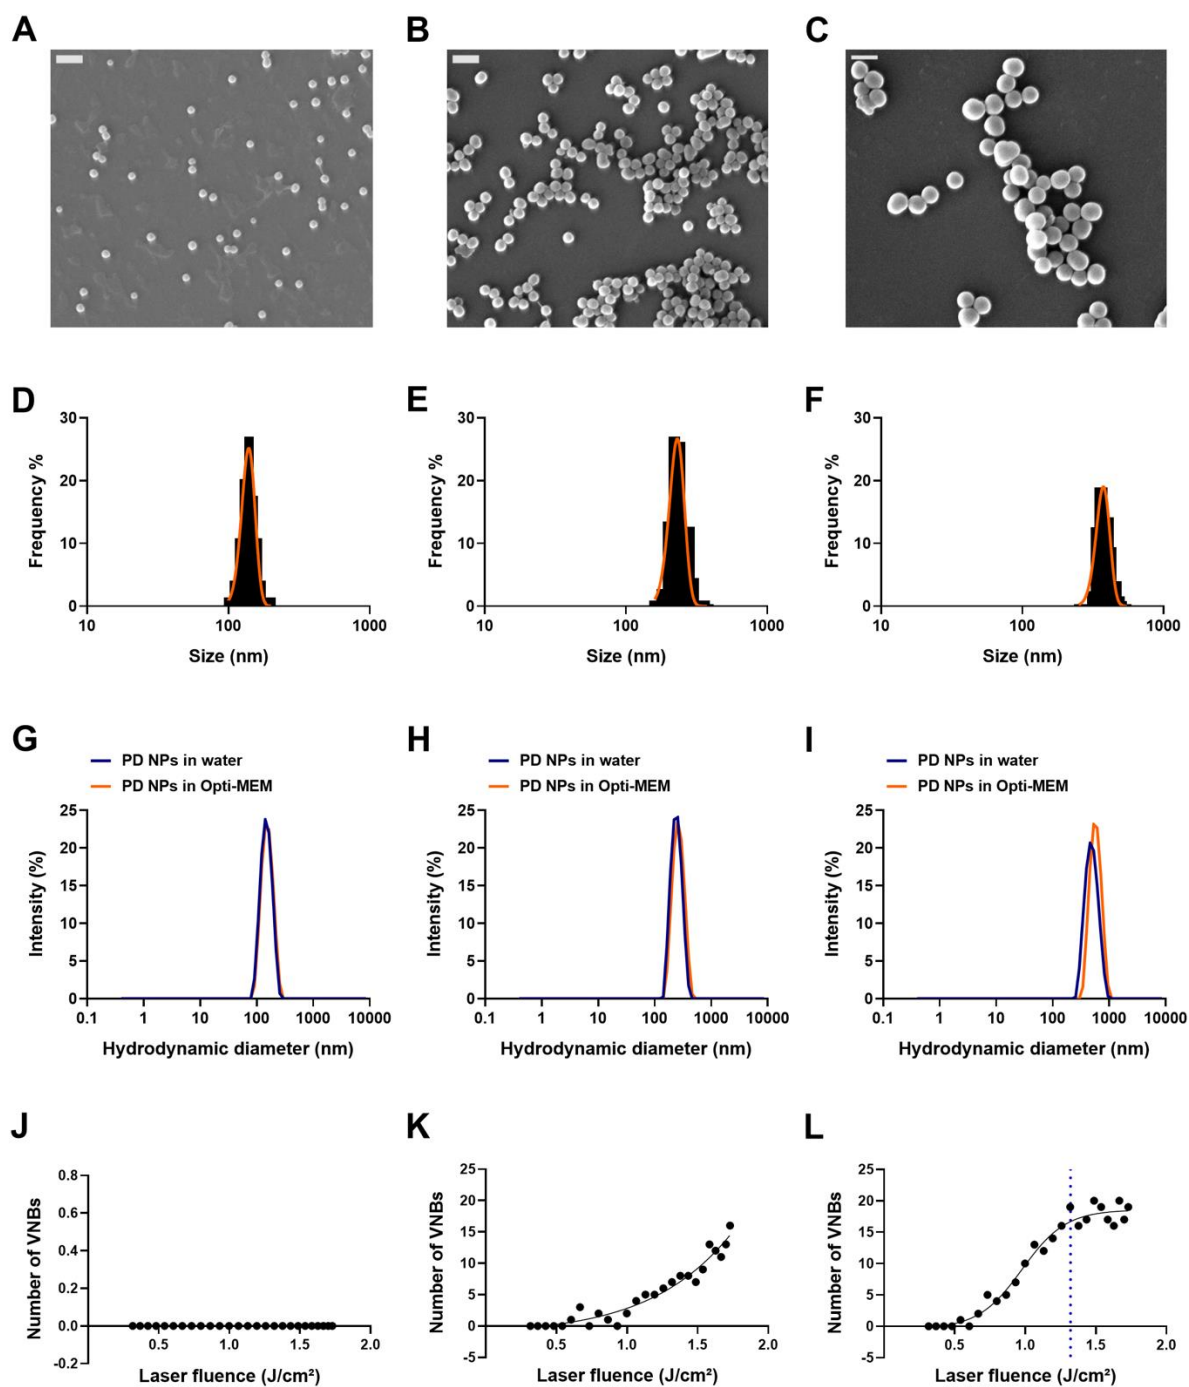 A
B
C
D
E
F
30
20
10
0
Frequency %
10
100
1000
Size (nm)
30
20
10
0
Frequency %
10
100
1000
Size (nm)
30
20
10
0
Frequency %
10
100
1000
Size (nm)
G
PD NPs in water
PD NPs in Opti-MEM
25
20
15
10
5
0
Intensity (%)
0.1
1
10
100
1000
10000
Hydrodynamic diameter (nm)
H
PD NPs in water
PD NPs in Opti-MEM
25
20
15
10
5
0
Intensity (%)
0.1
1
10
100
1000
10000
Hydrodynamic diameter (nm)
I
PD NPs in water
PD NPs in Opti-MEM
25
20
15
10
5
0
Intensity (%)
0.1
1
10
100
1000
10000
Hydrodynamic diameter (nm)
J
0.8
0.6
0.4
0.2
0.0
-0.2
Number of VNBs
0.5
1.0
1.5
2.0
Laser fluence (J/cm²)
K
25
20
15
10
5
0
-5
Number of VNBs
0.5
1.0
1.5
2.0
Laser fluence (J/cm²)
L
25
20
15
10
5
0
-5
Number of VNBs
0.5
1.0
1.5
2.0
Laser fluence (J/cm²)